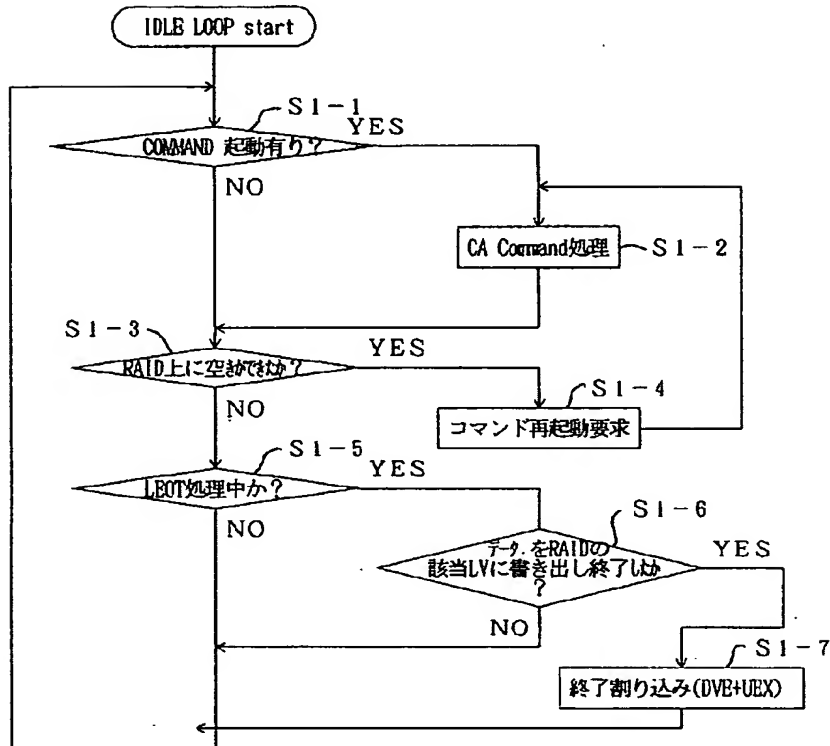 IDLE LOOP start
S1-1
COMMAND 起動有り?
YES
NO
CA Command処理
S1-2
S1-3
RAID上に空きができたか?
YES
NO
S1-4
コマンド再起動要求
S1-5
LEOT処理中か?
YES
NO
S1-6
データをRAIDの
該当LVに書き出し終了したか
?
YES
NO
S1-7
終了割り込み(DVE+UEX)